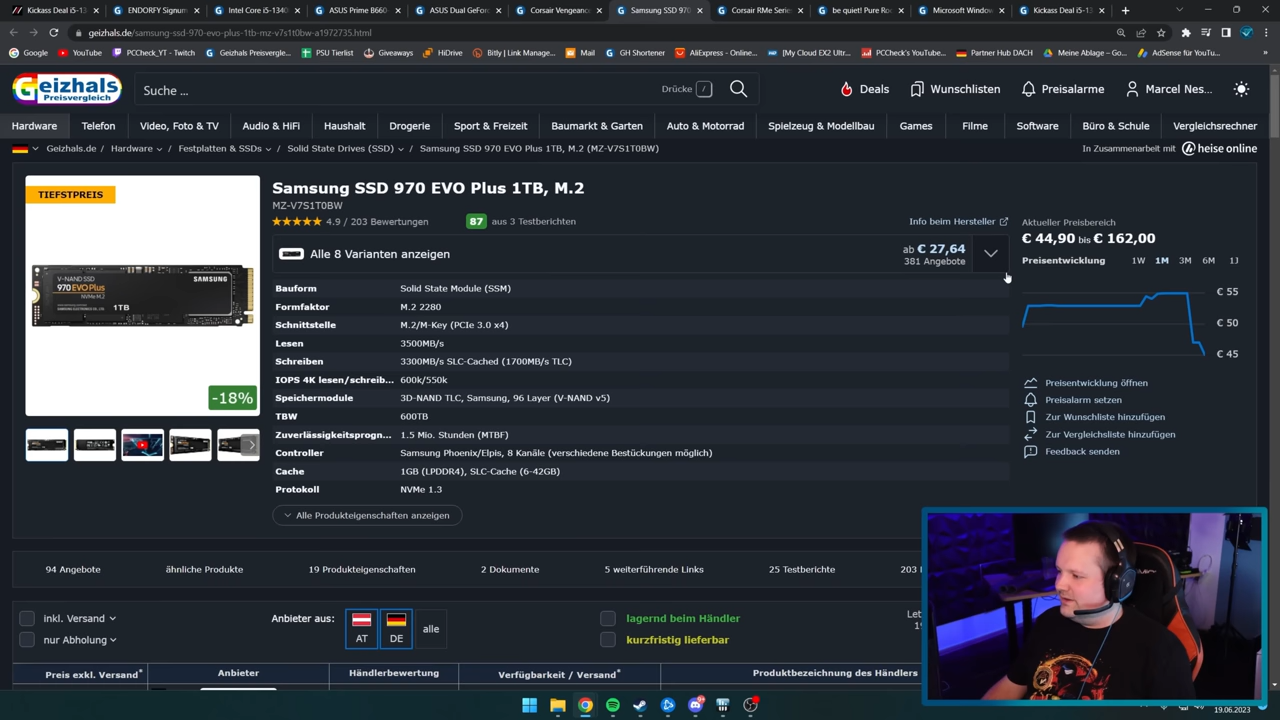 Kickass Deal i5-13
ENDORFY Signum
Intel Core i5-1340
ASUS Prime B660
ASUS Dual GeFor
Corsair Vengeanc
Samsung SSD 970
Corsair RMe Serie
be quiet! Pure Roc
Microsoft Window
Kickass Deal i5-13
geizhals.de/samsung-ssd-970-evo-plus-1tb-mz-v7s1t0bw-a1972735.html
Google
YouTube
PCCheck_YT - Twitch
Geizhals Preisvergle...
PSU Tierlist
Giveaways
HiDrive
Bitly | Link Manage...
Mail
GH Shortener
AliExpress - Online...
[My Cloud EX2 Ultr...
PCCheck's YouTube...
Partner Hub DACH
Meine Ablage – Go...
AdSense für YouTu...
Geizhals
Preisvergleich
Suche ...
Drücke /
Deals
Wunschlisten
Preisalarme
Marcel Nes...
Hardware
Telefon
Video, Foto & TV
Audio & HiFi
Haushalt
Drogerie
Sport & Freizeit
Baumarkt & Garten
Auto & Motorrad
Spielzeug & Modellbau
Games
Filme
Software
Büro & Schule
Vergleichsrechner
Geizhals.de / Hardware / Festplatten & SSDs / Solid State Drives (SSD) / Samsung SSD 970 EVO Plus 1TB, M.2 (MZ-V7S1T0BW)
In Zusammenarbeit mit heise online
TIEFSTPREIS
V-NAND SSD
970 EVO Plus
NVMe M.2
SAMSUNG
1TB
-18%
Samsung SSD 970 EVO Plus 1TB, M.2
MZ-V7S1T0BW
4.9 / 203 Bewertungen
87 aus 3 Testberichten
Info beim Hersteller
Alle 8 Varianten anzeigen
ab € 27,64
381 Angebote
Bauform Solid State Module (SSM)
Formfaktor M.2 2280
Schnittstelle M.2/M-Key (PCIe 3.0 x4)
Lesen 3500MB/s
Schreiben 3300MB/s SLC-Cached (1700MB/s TLC)
IOPS 4K lesen/schreib... 600k/550k
Speichermodule 3D-NAND TLC, Samsung, 96 Layer (V-NAND v5)
TBW 600TB
Zuverlässigkeitsprogn... 1.5 Mio. Stunden (MTBF)
Controller Samsung Phoenix/Elpis, 8 Kanäle (verschiedene Bestückungen möglich)
Cache 1GB (LPDDR4), SLC-Cache (6-42GB)
Protokoll NVMe 1.3
Alle Produkteigenschaften anzeigen
Aktueller Preisbereich
€ 44,90 bis € 162,00
Preisentwicklung 1W 1M 3M 6M 1J
€ 55
€ 50
€ 45
Preisentwicklung öffnen
Preisalarm setzen
Zur Wunschliste hinzufügen
Zur Vergleichsliste hinzufügen
Feedback senden
94 Angebote
ähnliche Produkte
19 Produkteigenschaften
2 Dokumente
5 weiterführende Links
25 Testberichte
203
inkl. Versand
nur Abholung
Anbieter aus:
AT
DE
alle
lagernd beim Händler
kurzfristig lieferbar
Preis exkl. Versand*
Anbieter
Händlerbewertung
Verfügbarkeit / Versand*
Produktbezeichnung des Händlers
19.06.2023